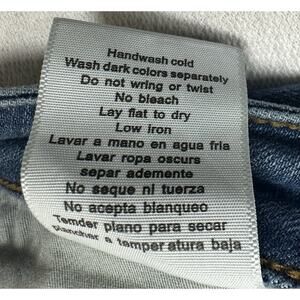 Handwash cold
Wash dark colors separately
Do not wring or twist
No bleach
Lay flat to dry
Low iron
Lavar a mano en agua fria
Lavar ropa oscurs
separ ademente
No seque ni tuerza
No acepta blanqueo
Temder plano para secar
planchar a temper atura baja